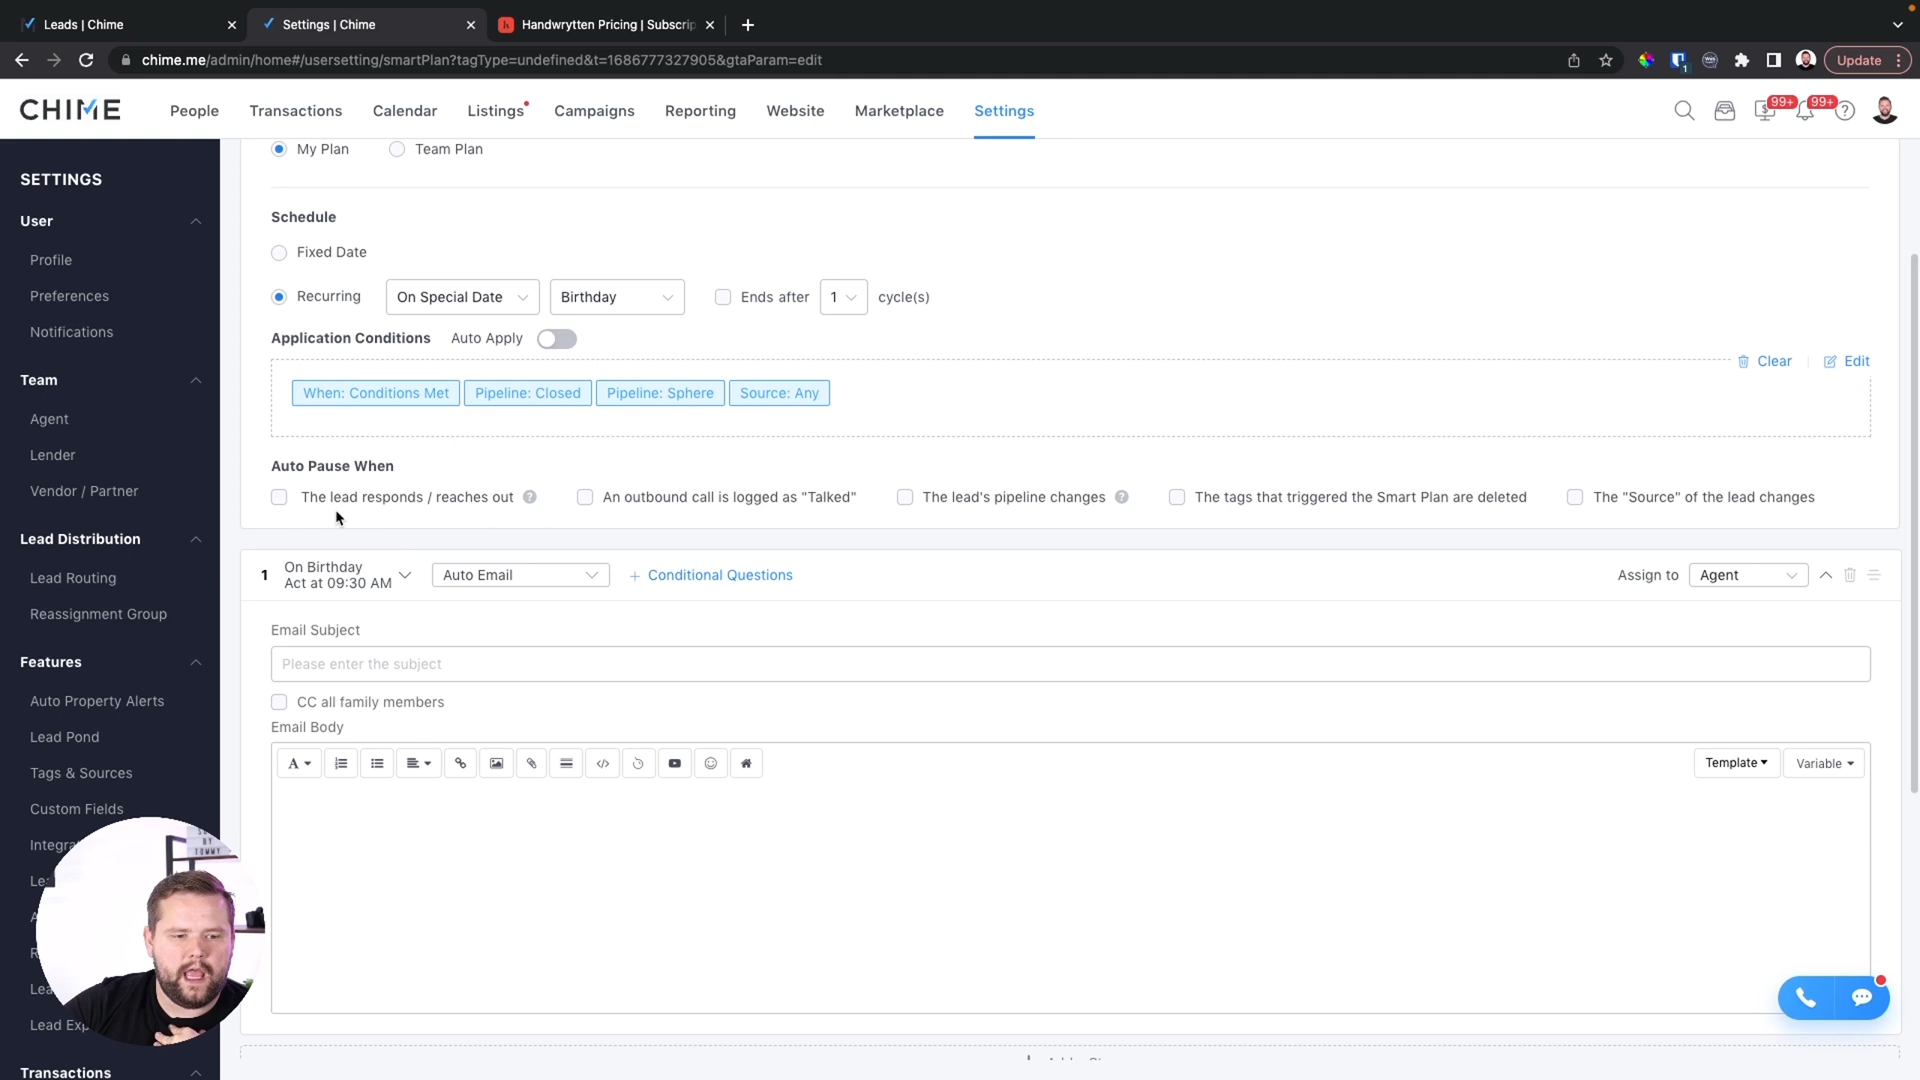 Leads | Chime
Settings | Chime
Handwrytten Pricing | Subscrip
chime.me/admin/home#/usersetting/smartPlan?tagType=undefined&t=1686777327905&gtaParam=edit
Update
CHIME
People
Transactions
Calendar
Listings
Campaigns
Reporting
Website
Marketplace
Settings
99+
99+
SETTINGS
User
Profile
Preferences
Notifications
Team
Agent
Lender
Vendor / Partner
Lead Distribution
Lead Routing
Reassignment Group
Features
Auto Property Alerts
Lead Pond
Tags & Sources
Custom Fields
Transactions
My Plan
Team Plan
Schedule
Fixed Date
Recurring
On Special Date
Birthday
Ends after
1
cycle(s)
Application Conditions
Auto Apply
Clear
Edit
When: Conditions Met
Pipeline: Closed
Pipeline: Sphere
Source: Any
Auto Pause When
The lead responds / reaches out
An outbound call is logged as "Talked"
The lead's pipeline changes
The tags that triggered the Smart Plan are deleted
The "Source" of the lead changes
1
On Birthday
Act at 09:30 AM
Auto Email
+ Conditional Questions
Assign to
Agent
Email Subject
Please enter the subject
CC all family members
Email Body
Template
Variable